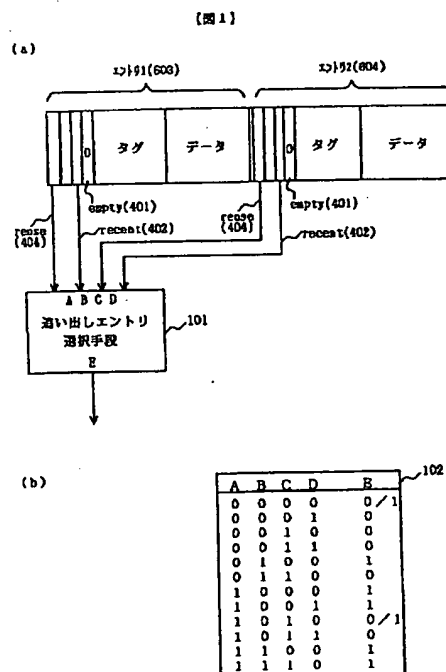 【図1】
(a)
エントリ1(603) エントリ2(604)
0 タグ データ 0 タグ データ
empty(401) empty(401)
reuse (404) recent(402) reuse (404) recent(402)
A B C D
追い出しエントリ
選択手段
E
101
(b)
102
A B C D E
0 0 0 0 0/1
0 0 0 1 0
0 0 1 0 0
0 0 1 1 0
0 1 0 0 1
0 1 1 0 0
1 0 0 0 1
1 0 0 1 1
1 0 1 0 0/1
1 0 1 1 0
1 1 0 0 1
1 1 1 0 1